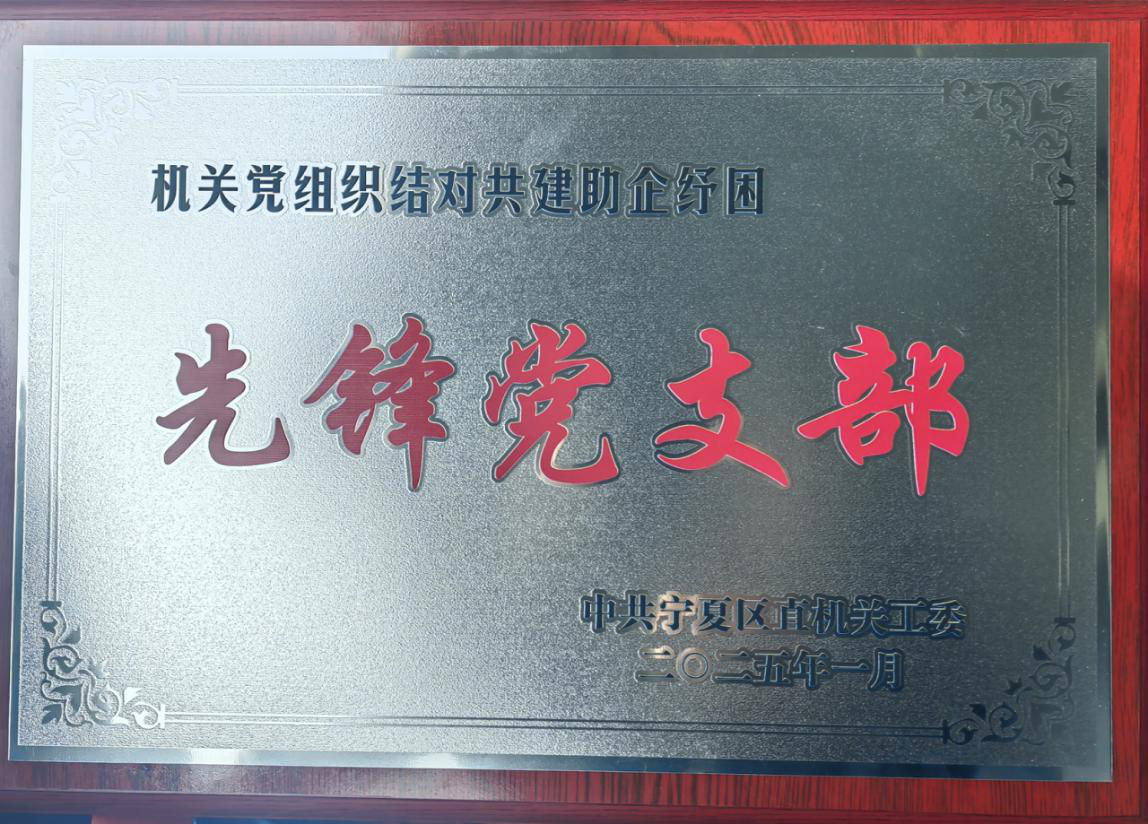 机关党组织结对共建助企纾困
先锋党支部
中共宁夏区直机关工委
二〇二五年一月